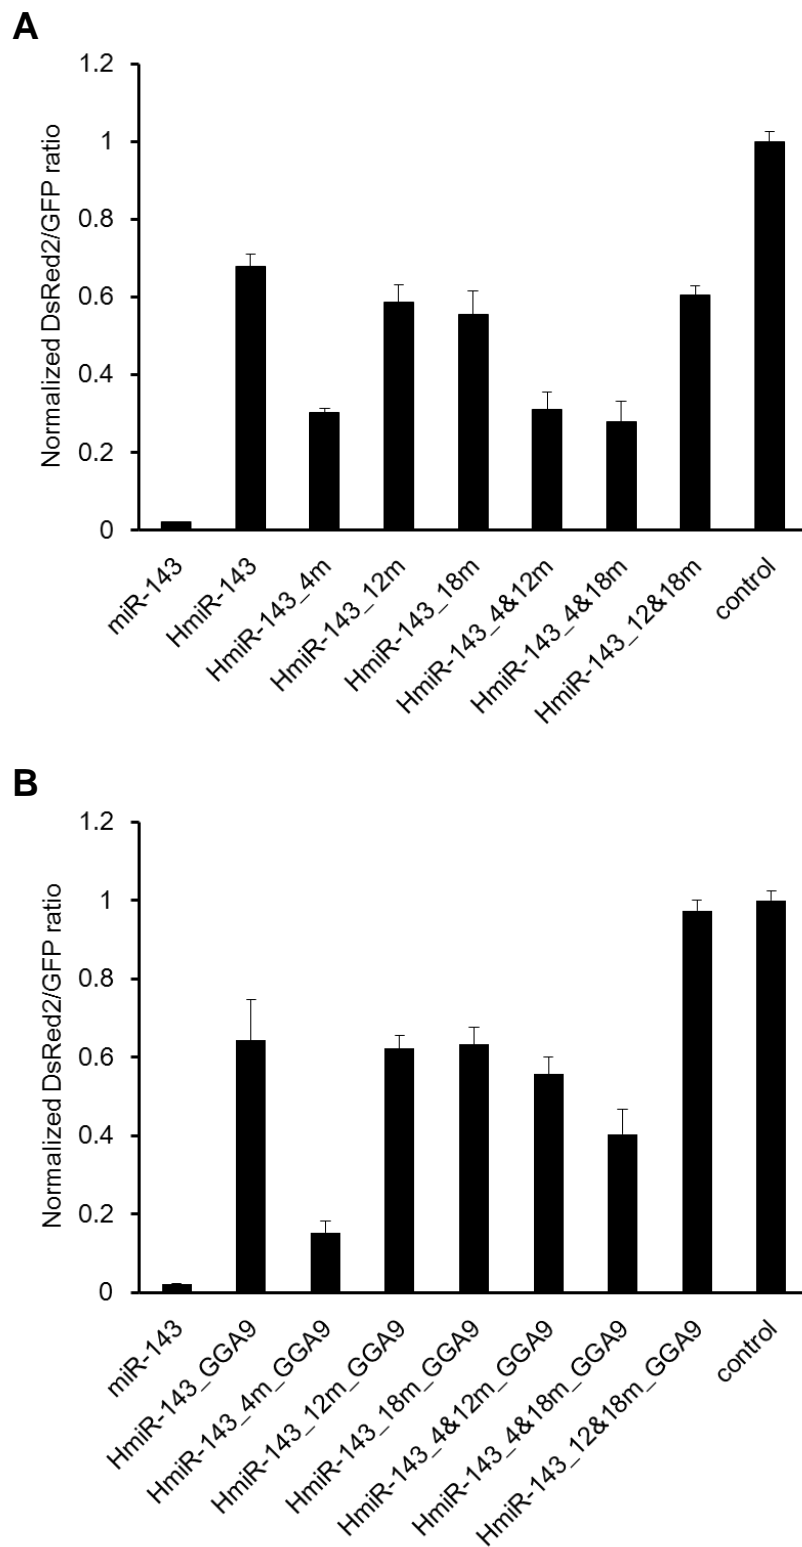 A
Normalized DsRed2/GFP ratio
1.2
1
0.8
0.6
0.4
0.2
0
miR-143
HmiR-143
HmiR-143_4m
HmiR-143_12m
HmiR-143_18m
HmiR-143_4&12m
HmiR-143_4&18m
HmiR-143_12&18m
control
B
Normalized DsRed2/GFP ratio
1.2
1
0.8
0.6
0.4
0.2
0
miR-143
HmiR-143_GGA9
HmiR-143_4m_GGA9
HmiR-143_12m_GGA9
HmiR-143_18m_GGA9
HmiR-143_4&12m_GGA9
HmiR-143_4&18m_GGA9
HmiR-143_12&18m_GGA9
control